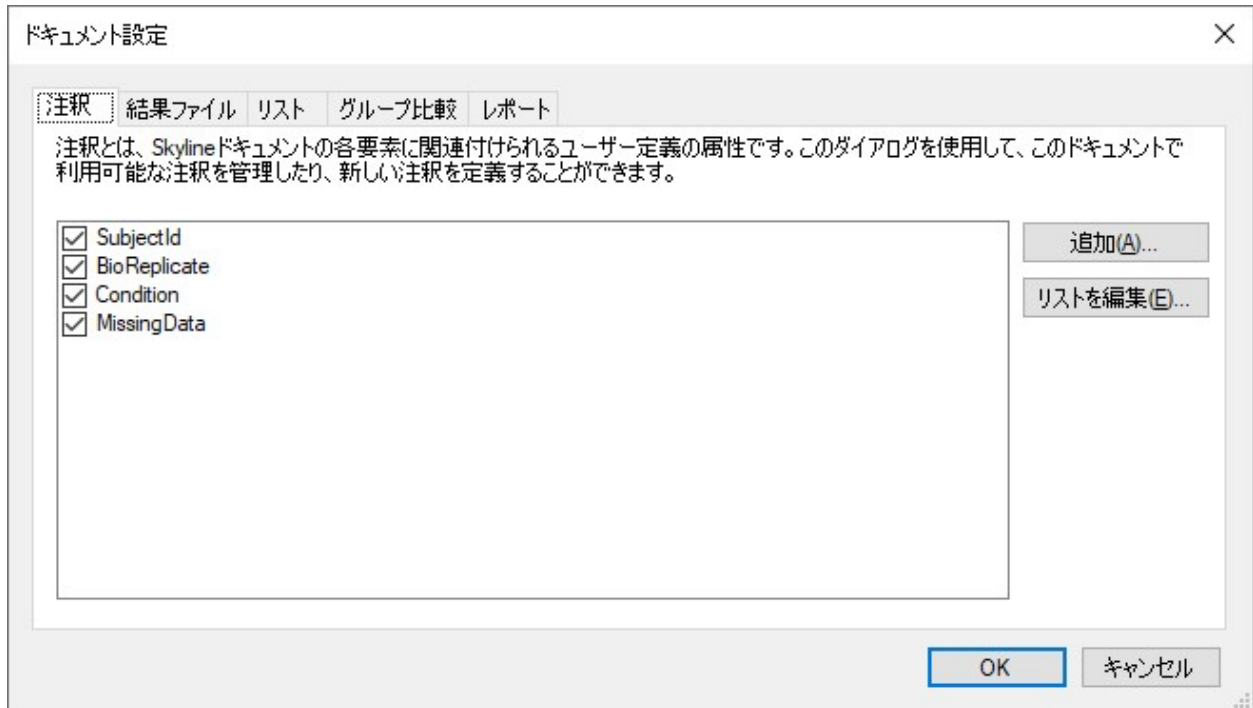 ドキュメント設定
注釈 結果ファイル リスト グループ比較 レポート
注釈とは、Skylineドキュメントの各要素に関連付けられるユーザー定義の属性です。このダイアログを使用して、このドキュメントで
利用可能な注釈を管理したり、新しい注釈を定義することができます。
SubjectId
BioReplicate
Condition
MissingData
追加(A)...
リストを編集(E)...
OK キャンセル